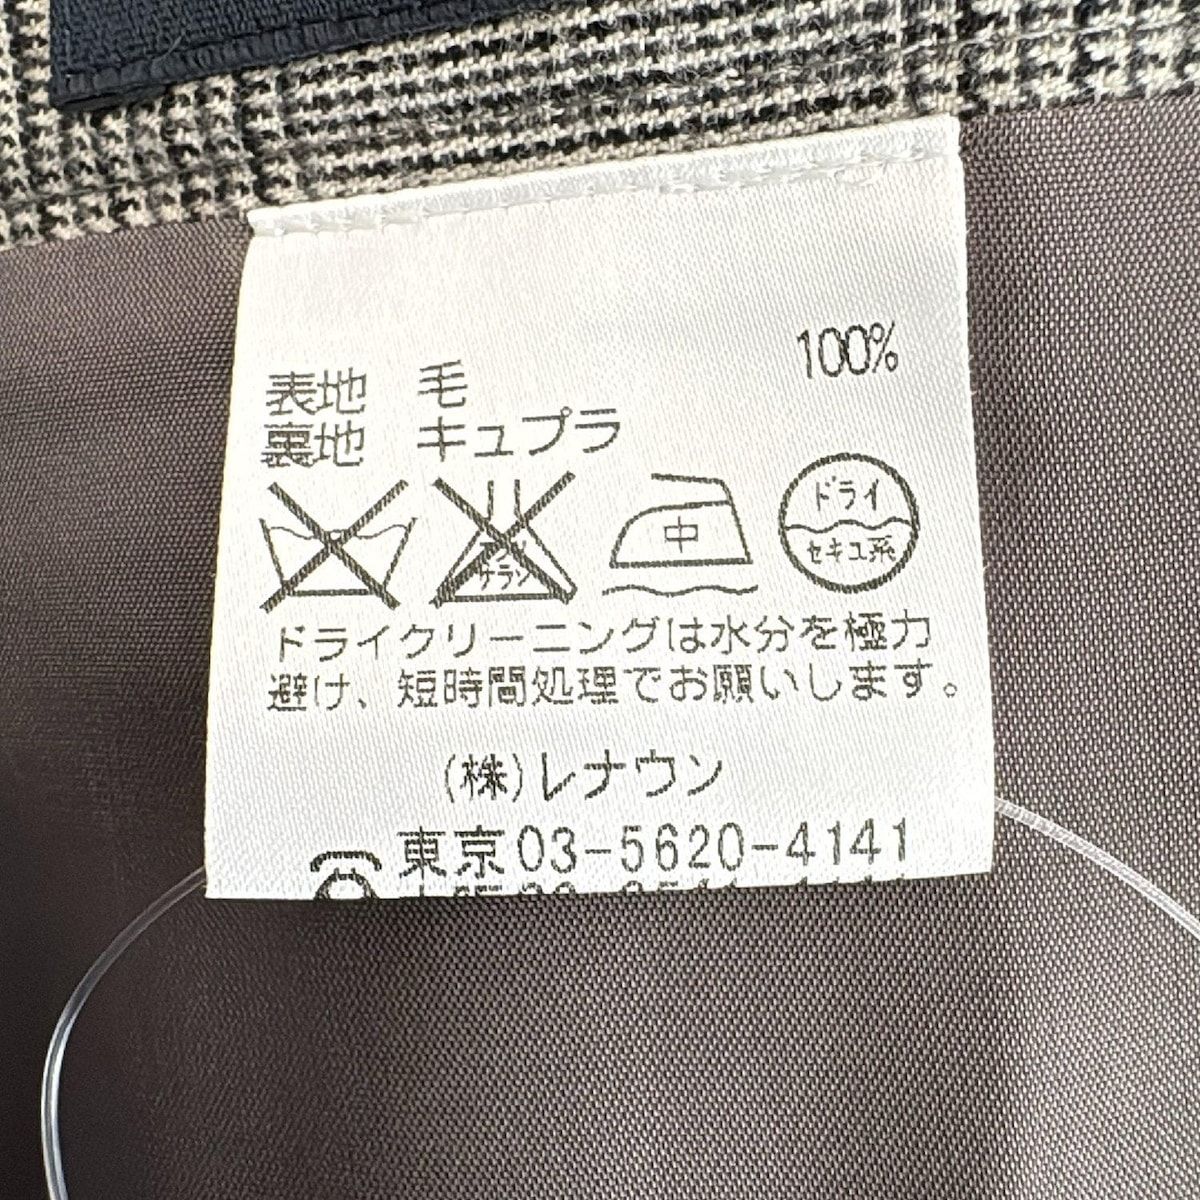 表地 毛 100%
裏地 キュプラ
中
ドライ
セキユ系
ドライクリーニングは水分を極力
避け、短時間処理でお願いします。
(株)レナウン
東京03-5620-4141